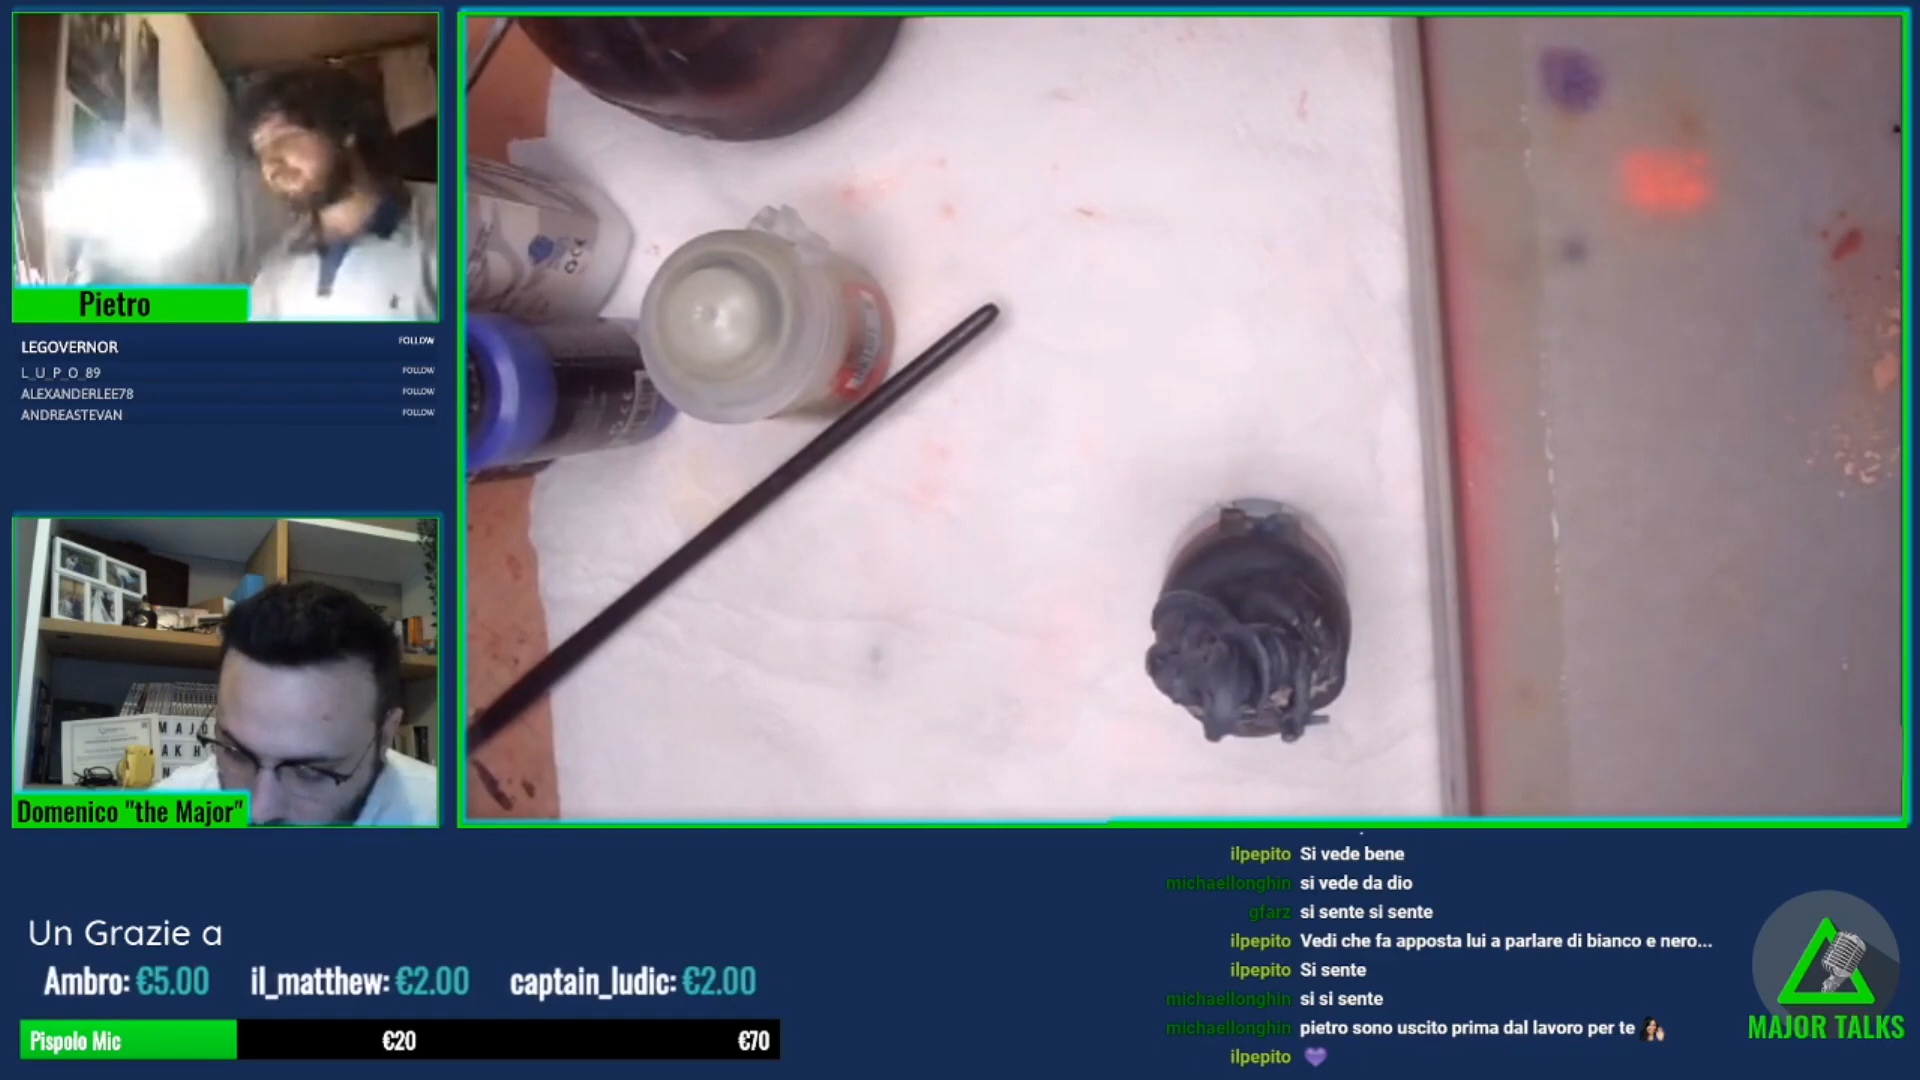 Pietro
LEGOVERNOR FOLLOW
L_U_P_O_89 FOLLOW
ALEXANDERLEE78 FOLLOW
ANDREASTEVAN FOLLOW
MAJO
AK H
N
Domenico "the Major"
ilpepito Si vede bene
michaellonghin si vede da dio
gfarz si sente si sente
ilpepito Vedi che fa apposta lui a parlare di bianco e nero...
ilpepito Si sente
michaellonghin si si sente
michaellonghin pietro sono uscito prima dal lavoro per te
ilpepito
Un Grazie a
Ambro: €5.00 il_matthew: €2.00 captain_ludic: €2.00
Pispolo Mic €20 €70
MAJOR TALKS